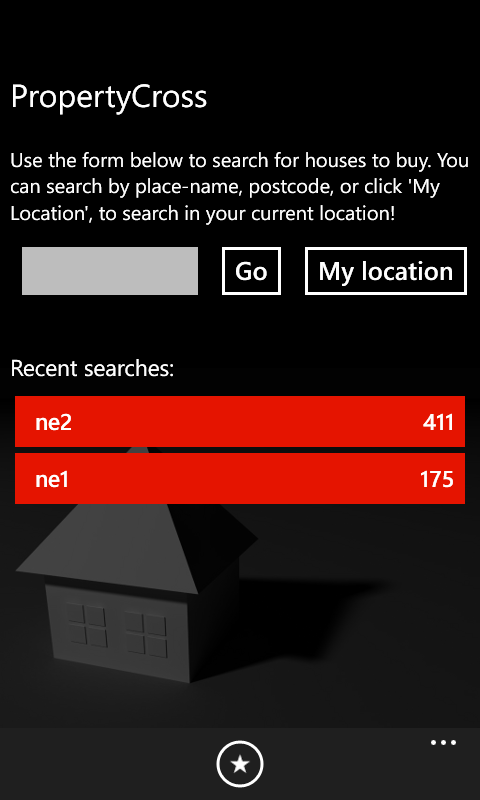 PropertyCross
Use the form below to search for houses to buy. You
can search by place-name, postcode, or click 'My
Location', to search in your current location!
Go
My location
Recent searches:
ne2 411
ne1 175